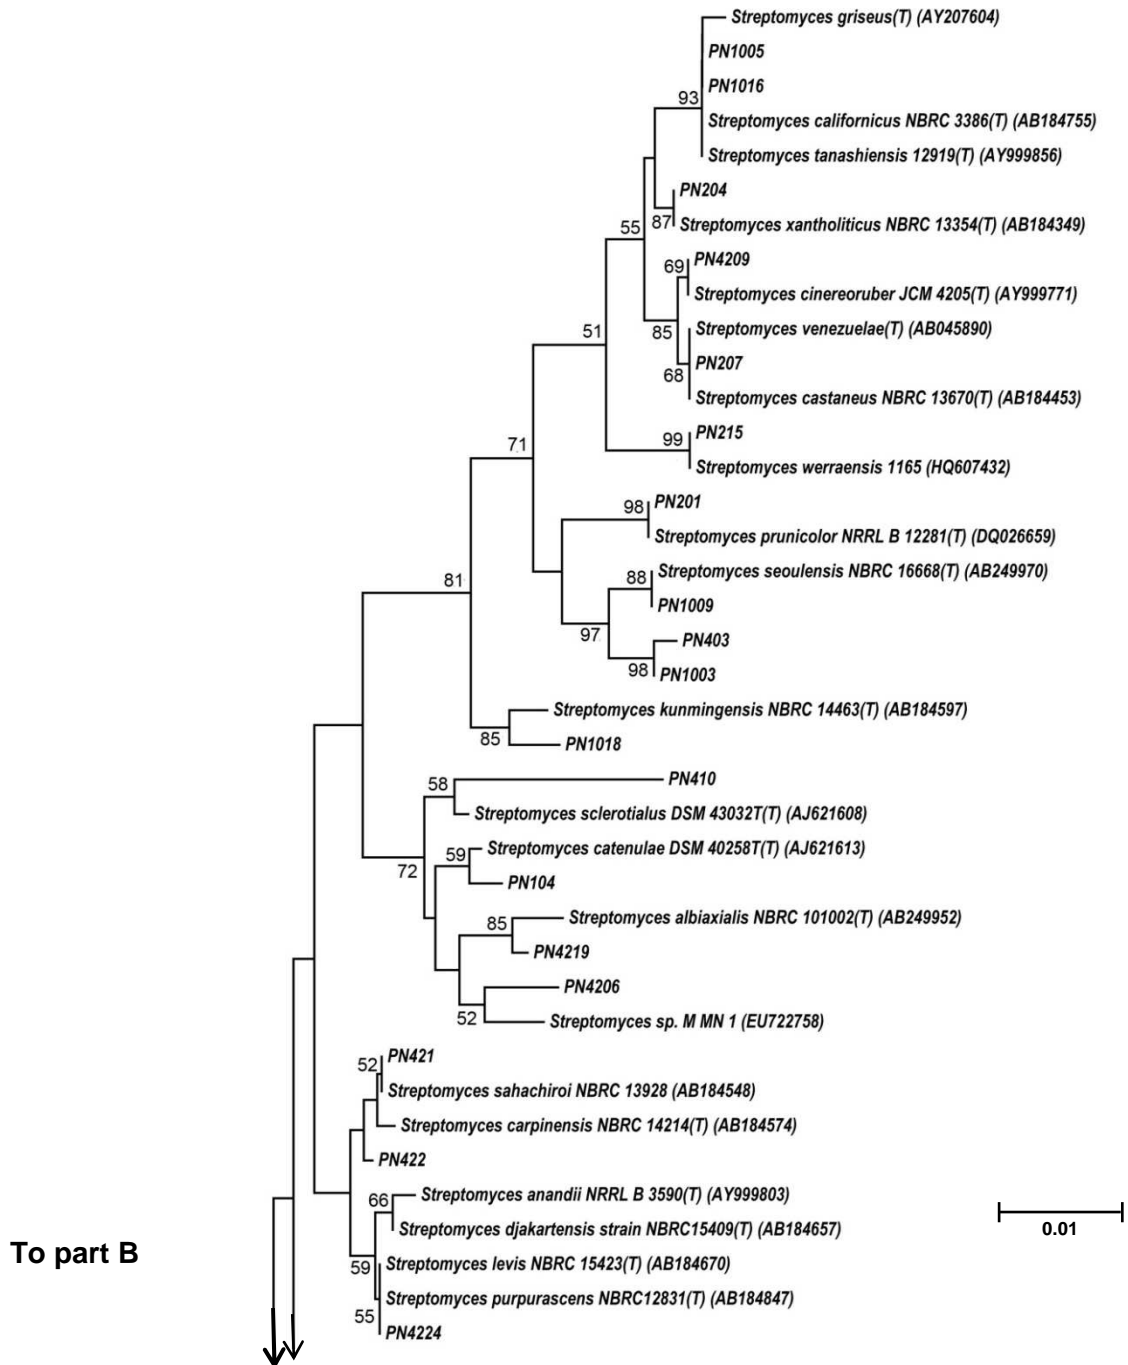 Streptomyces griseus(T) (AY207604)
PN1005
PN1016
93
Streptomyces californicus NBRC 3386(T) (AB184755)
Streptomyces tanashiensis 12919(T) (AY999856)
PN204
87
Streptomyces xantholiticus NBRC 13354(T) (AB184349)
55
PN4209
69
Streptomyces cinereoruber JCM 4205(T) (AY999771)
Streptomyces venezuelae(T) (AB045890)
85
51
PN207
68
Streptomyces castaneus NBRC 13670(T) (AB184453)
PN215
99
71
Streptomyces werraensis 1165 (HQ607432)
PN201
98
Streptomyces prunicolor NRRL B 12281(T) (DQ026659)
Streptomyces seoulensis NBRC 16668(T) (AB249970)
88
81
PN1009
97
PN403
98
PN1003
Streptomyces kunmingensis NBRC 14463(T) (AB184597)
85
PN1018
PN410
58
Streptomyces sclerotialus DSM 43032T(T) (AJ621608)
Streptomyces catenulae DSM 40258T(T) (AJ621613)
59
72
PN104
Streptomyces albiaxialis NBRC 101002(T) (AB249952)
85
PN4219
PN4206
52
Streptomyces sp. M MN 1 (EU722758)
PN421
52
Streptomyces sahachiroi NBRC 13928 (AB184548)
Streptomyces carpinensis NBRC 14214(T) (AB184574)
PN422
Streptomyces anandii NRRL B 3590(T) (AY999803)
66
Streptomyces djakartensis strain NBRC15409(T) (AB184657)
0.01
To part B
Streptomyces levis NBRC 15423(T) (AB184670)
59
Streptomyces purpurascens NBRC12831(T) (AB184847)
55
PN4224